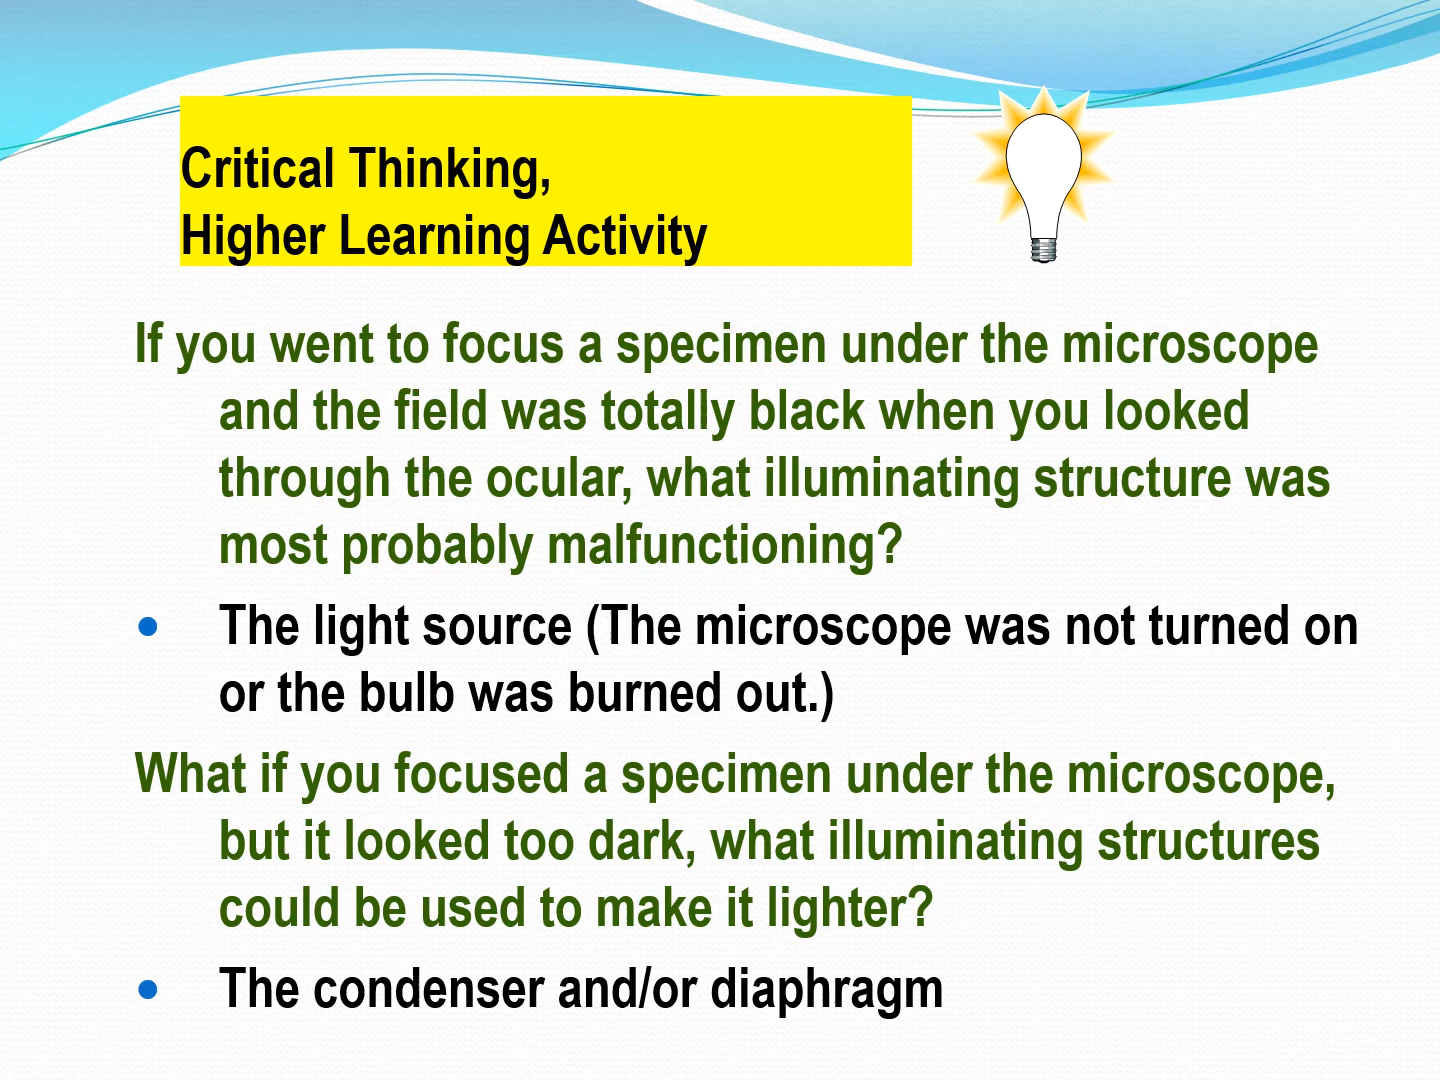 Critical Thinking,
Higher Learning Activity
If you went to focus a specimen under the microscope
and the field was totally black when you looked
through the ocular, what illuminating structure was
most probably malfunctioning?
• The light source (The microscope was not turned on
or the bulb was burned out.)
What if you focused a specimen under the microscope,
but it looked too dark, what illuminating structures
could be used to make it lighter?
• The condenser and/or diaphragm